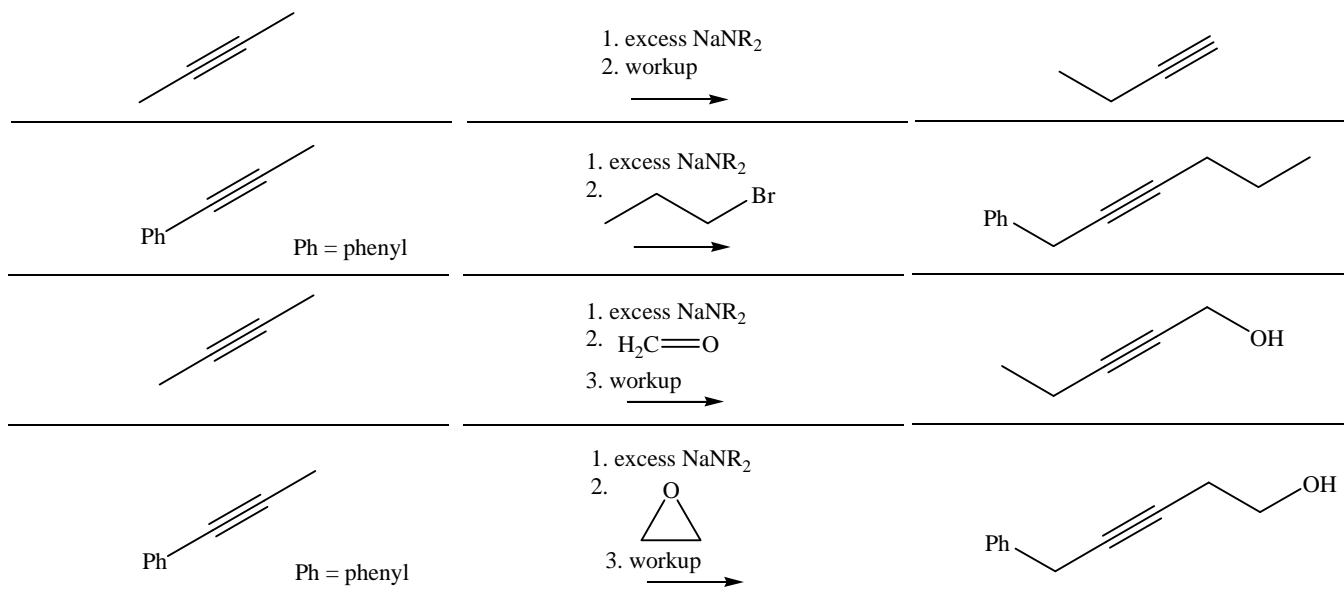 1. excess NaNR2
2. workup
1. excess NaNR2
2.
Br
Ph
Ph = phenyl
Ph
1. excess NaNR2
2. H2C O
OH
3. workup
1. excess NaNR2
2.
O
OH
Ph
Ph
3. workup
Ph = phenyl